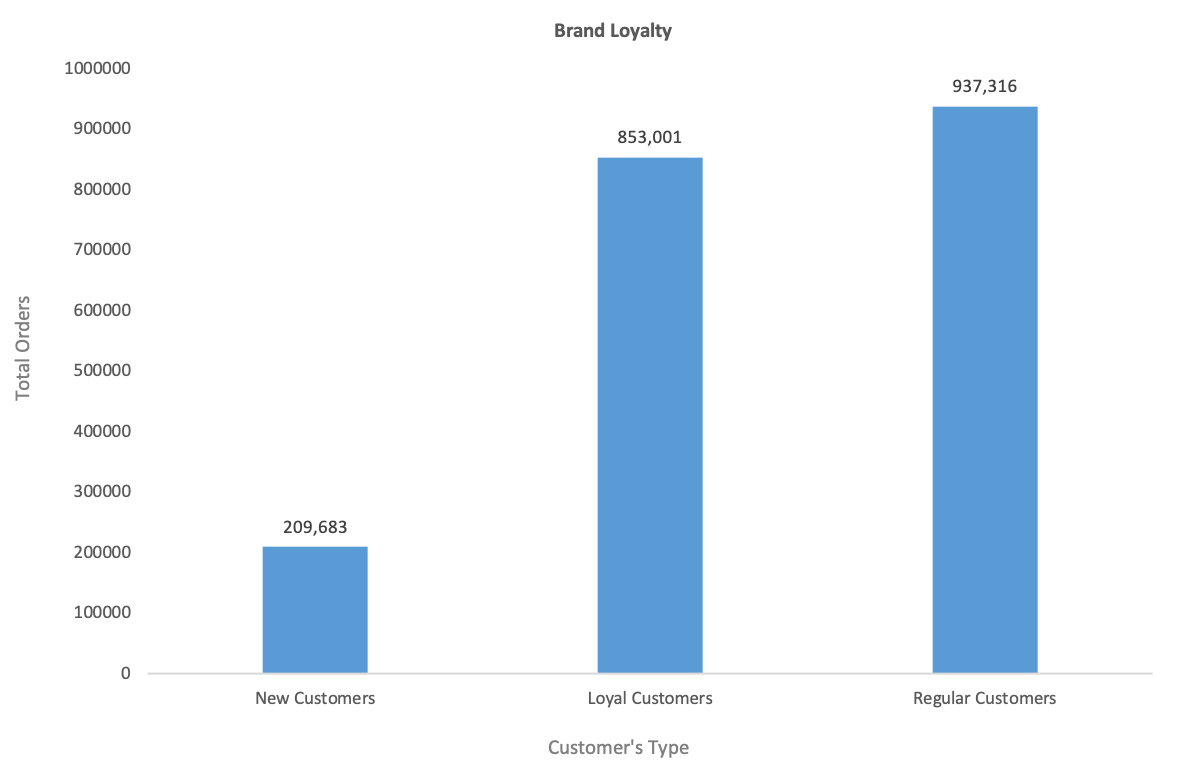 Brand Loyalty
1000000
900000
800000
700000
600000
500000
400000
300000
200000
100000
0
Total Orders
209,683
853,001
937,316
New Customers
Loyal Customers
Regular Customers
Customer's Type